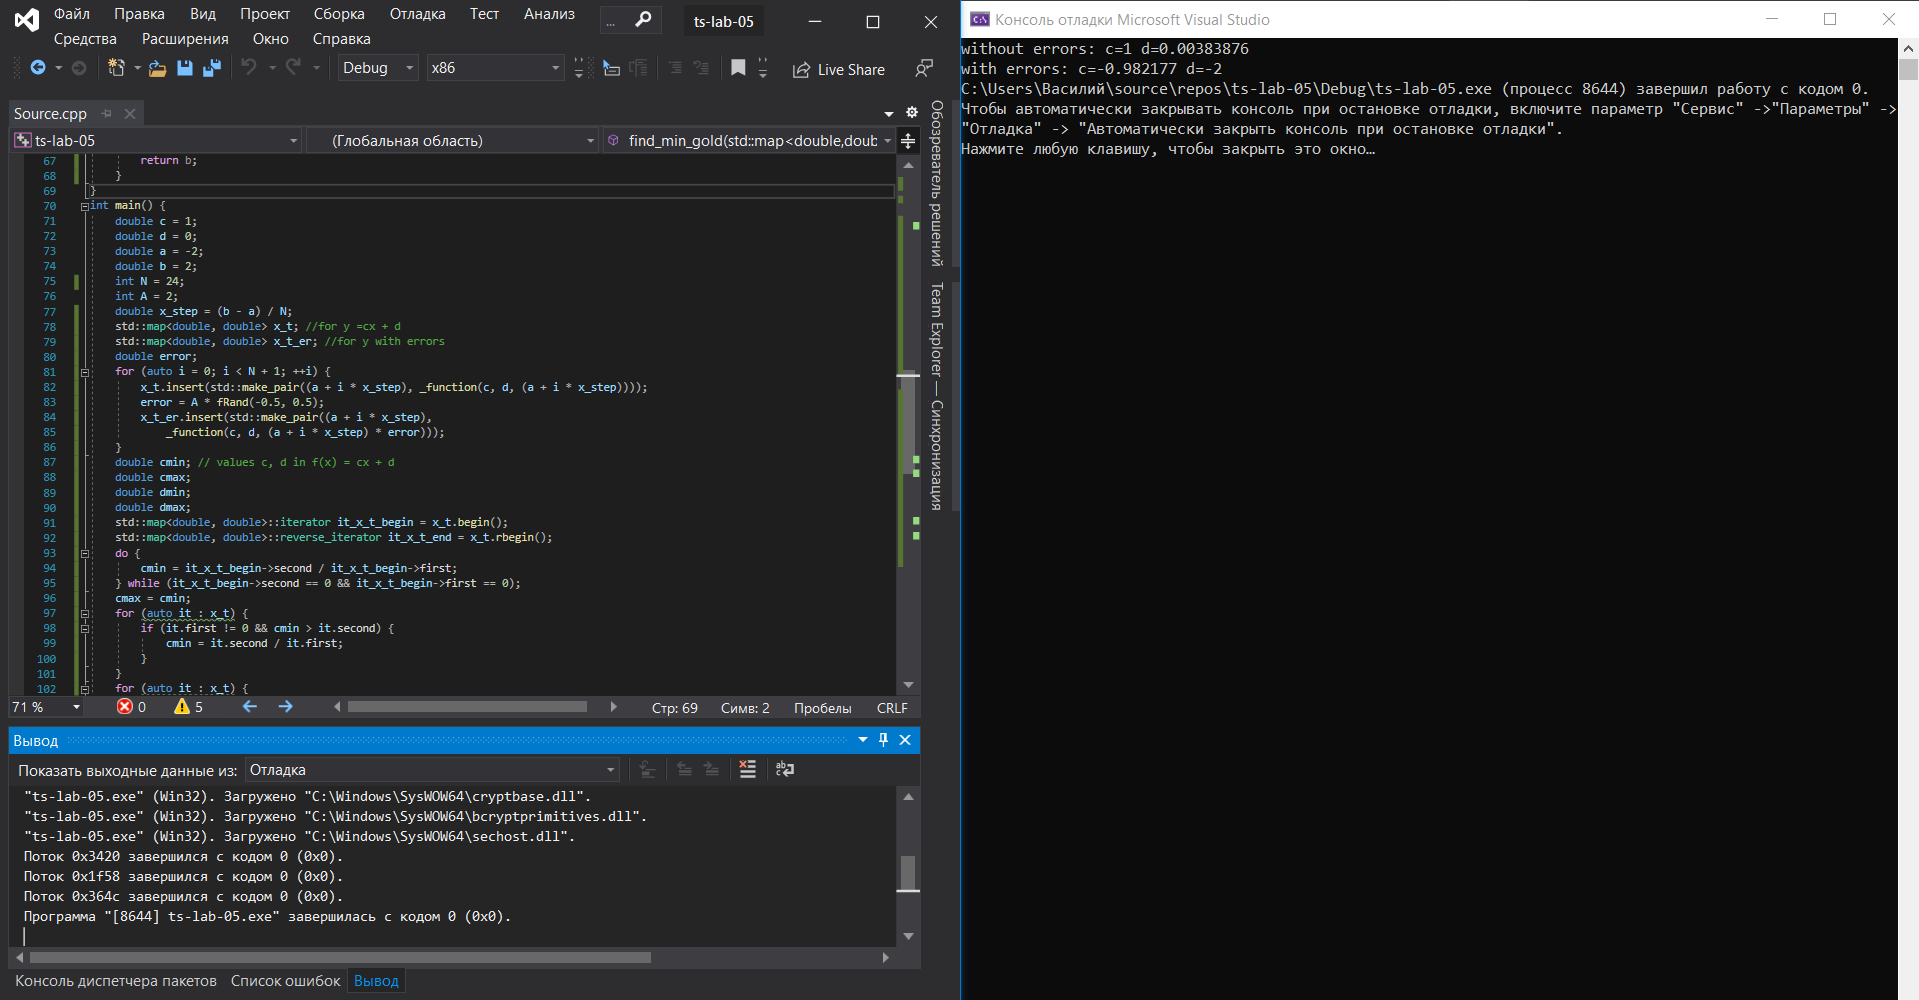 Файл Правка Вид Проект Сборка Отладка Тест Анализ ... ts-lab-05
Средства Расширения Окно Справка
Debug x86 Live Share
Source.cpp
ts-lab-05 (Глобальная область) find_min_gold(std::map<double,doub
67 return b;
68 }
69 }
70 int main() {
71 double c = 1;
72 double d = 0;
73 double a = -2;
74 double b = 2;
75 int N = 24;
76 int A = 2;
77 double x_step = (b - a) / N;
78 std::map<double, double> x_t; //for y =cx + d
79 std::map<double, double> x_t_er; //for y with errors
80 double error;
81 for (auto i = 0; i < N + 1; ++i) {
82 x_t.insert(std::make_pair((a + i * x_step), _function(c, d, (a + i * x_step))));
83 error = A * fRand(-0.5, 0.5);
84 x_t_er.insert(std::make_pair((a + i * x_step),
85 _function(c, d, (a + i * x_step) * error)));
86 }
87 double cmin; // values c, d in f(x) = cx + d
88 double cmax;
89 double dmin;
90 double dmax;
91 std::map<double, double>::iterator it_x_t_begin = x_t.begin();
92 std::map<double, double>::reverse_iterator it_x_t_end = x_t.rbegin();
93 do {
94 cmin = it_x_t_begin->second / it_x_t_begin->first;
95 } while (it_x_t_begin->second == 0 && it_x_t_begin->first == 0);
96 cmax = cmin;
97 for (auto it : x_t) {
98 if (it.first != 0 && cmin > it.second) {
99 cmin = it.second / it.first;
100 }
101 }
102 for (auto it : x_t) {
71 % 0 5 Стр: 69 Симв: 2 Пробелы CRLF
Обозреватель решений
Team Explorer — Синхронизация
Вывод
Показать выходные данные из: Отладка
"ts-lab-05.exe" (Win32). Загружено "C:\Windows\SysWOW64\cryptbase.dll".
"ts-lab-05.exe" (Win32). Загружено "C:\Windows\SysWOW64\bcryptprimitives.dll".
"ts-lab-05.exe" (Win32). Загружено "C:\Windows\SysWOW64\sechost.dll".
Поток 0x3420 завершился с кодом 0 (0x0).
Поток 0x1f58 завершился с кодом 0 (0x0).
Поток 0x364c завершился с кодом 0 (0x0).
Программа "[8644] ts-lab-05.exe" завершилась с кодом 0 (0x0).
Консоль диспетчера пакетов Список ошибок Вывод
Консоль отладки Microsoft Visual Studio
without errors: c=1 d=0.00383876
with errors: c=-0.982177 d=-2
C:\Users\Василий\source\repos\ts-lab-05\Debug\ts-lab-05.exe (процесс 8644) завершил работу с кодом 0.
Чтобы автоматически закрывать консоль при остановке отладки, включите параметр "Сервис" ->"Параметры" ->
"Отладка" -> "Автоматически закрыть консоль при остановке отладки".
Нажмите любую клавишу, чтобы закрыть это окно…